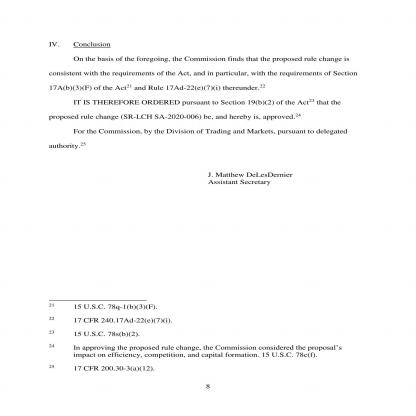 IV. Conclusion
On the basis of the foregoing, the Commission finds that the proposed rule change is
consistent with the requirements of the Act, and in particular, with the requirements of Section
17A(b)(3)(F) of the Act21 and Rule 17Ad-22(e)(7)(i) thereunder.22
IT IS THEREFORE ORDERED pursuant to Section 19(b)(2) of the Act23 that the
proposed rule change (SR-LCH SA-2020-006) be, and hereby is, approved.24
For the Commission, by the Division of Trading and Markets, pursuant to delegated
authority.25
J. Matthew DeLesDernier
Assistant Secretary
21 15 U.S.C. 78q-1(b)(3)(F).
22 17 CFR 240.17Ad-22(e)(7)(i).
23 15 U.S.C. 78s(b)(2).
24 In approving the proposed rule change, the Commission considered the proposal's
impact on efficiency, competition, and capital formation. 15 U.S.C. 78c(f).
25 17 CFR 200.30-3(a)(12).
8